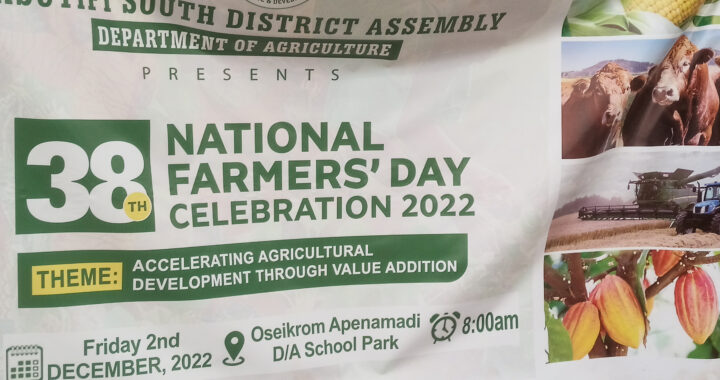 SOUTH DISTRICT ASSEMBLY
DEPARTMENT OF AGRICULTURE
PRESENTS
38TH
NATIONAL
FARMERS' DAY
CELEBRATION 2022
THEME:
ACCELERATING AGRICULTURAL
DEVELOPMENT THROUGH VALUE ADDITION
Friday 2nd
DECEMBER, 2022
Oseikrom Apenamadi
D/A School Park
8:00am